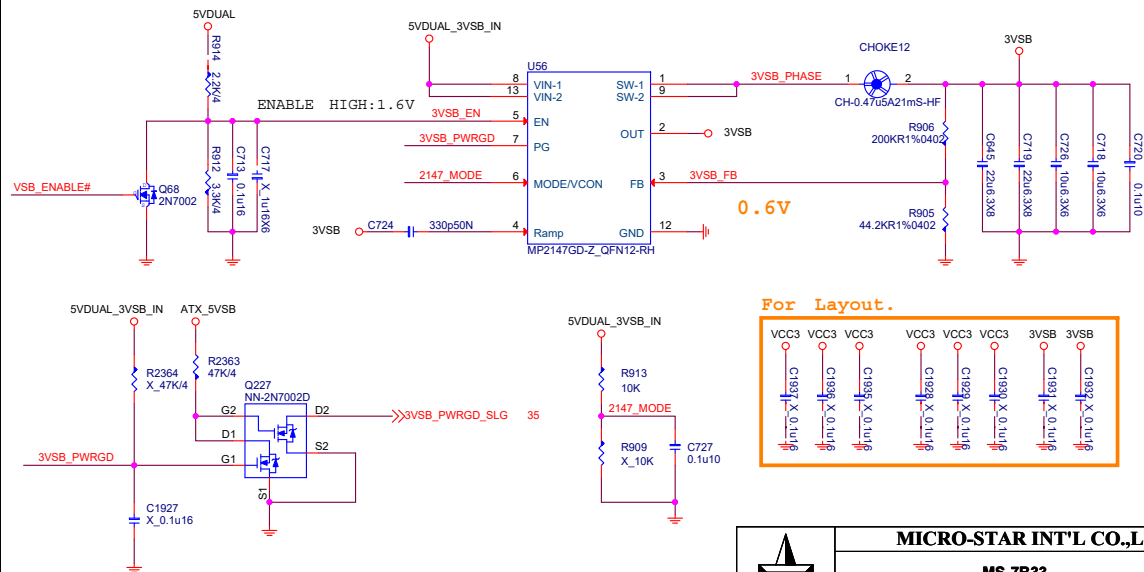 5VDUAL
R914
2.2K/4
ENABLE HIGH:1.6V
VSB_ENABLE#
Q68
2N7002
R912
3.3K/4
C713
0.1u16
C717
X_1u16X6
5VDUAL_3VSB_IN
3VSB_EN
3VSB_PWRGD
2147_MODE
3VSB
C724
330p50N
U56
8 VIN-1 SW-1 1
13 VIN-2 SW-2 9
5 EN
OUT 2 3VSB
7 PG
6 MODE/VCON FB 3
4 Ramp GND 12
MP2147GD-Z_QFN12-RH
3VSB_PHASE
CHOKE12
1 2
CH-0.47u5A21mS-HF
3VSB
R906
200KR1%0402
3VSB_FB
0.6V
R905
44.2KR1%0402
C645
22u6.3X8
C719
22u6.3X8
C726
10u6.3X6
C718
10u6.3X6
C720
0.1u10
5VDUAL_3VSB_IN
ATX_5VSB
R2364
X_47K/4
R2363
47K/4
Q227
NN-2N7002D
G2 D2
D1
S2
G1
S1
3VSB_PWRGD_SLG 35
3VSB_PWRGD
C1927
X_0.1u16
5VDUAL_3VSB_IN
R913
10K
2147_MODE
R909
X_10K
C727
0.1u10
For Layout.
VCC3 VCC3 VCC3 VCC3 VCC3 VCC3 3VSB 3VSB
C1937 X_0.1u16
C1936 X_0.1u16
C1935 X_0.1u16
C1928 X_0.1u16
C1929 X_0.1u16
C1930 X_0.1u16
C1931 X_0.1u16
C1932 X_0.1u16
MICRO-STAR INT'L CO.,L